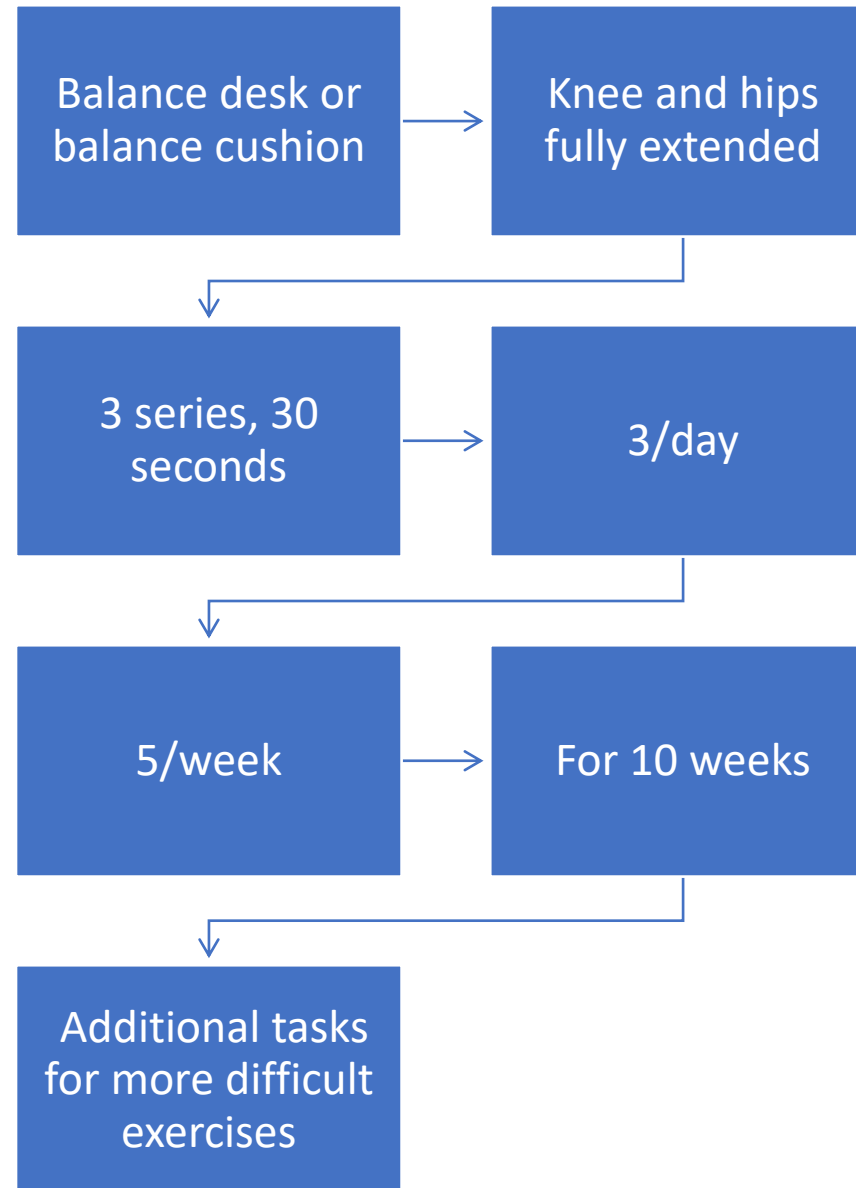 Balance desk or
balance cushion
Knee and hips
fully extended
3 series, 30
seconds
3/day
5/week
For 10 weeks
Additional tasks
for more difficult
exercises